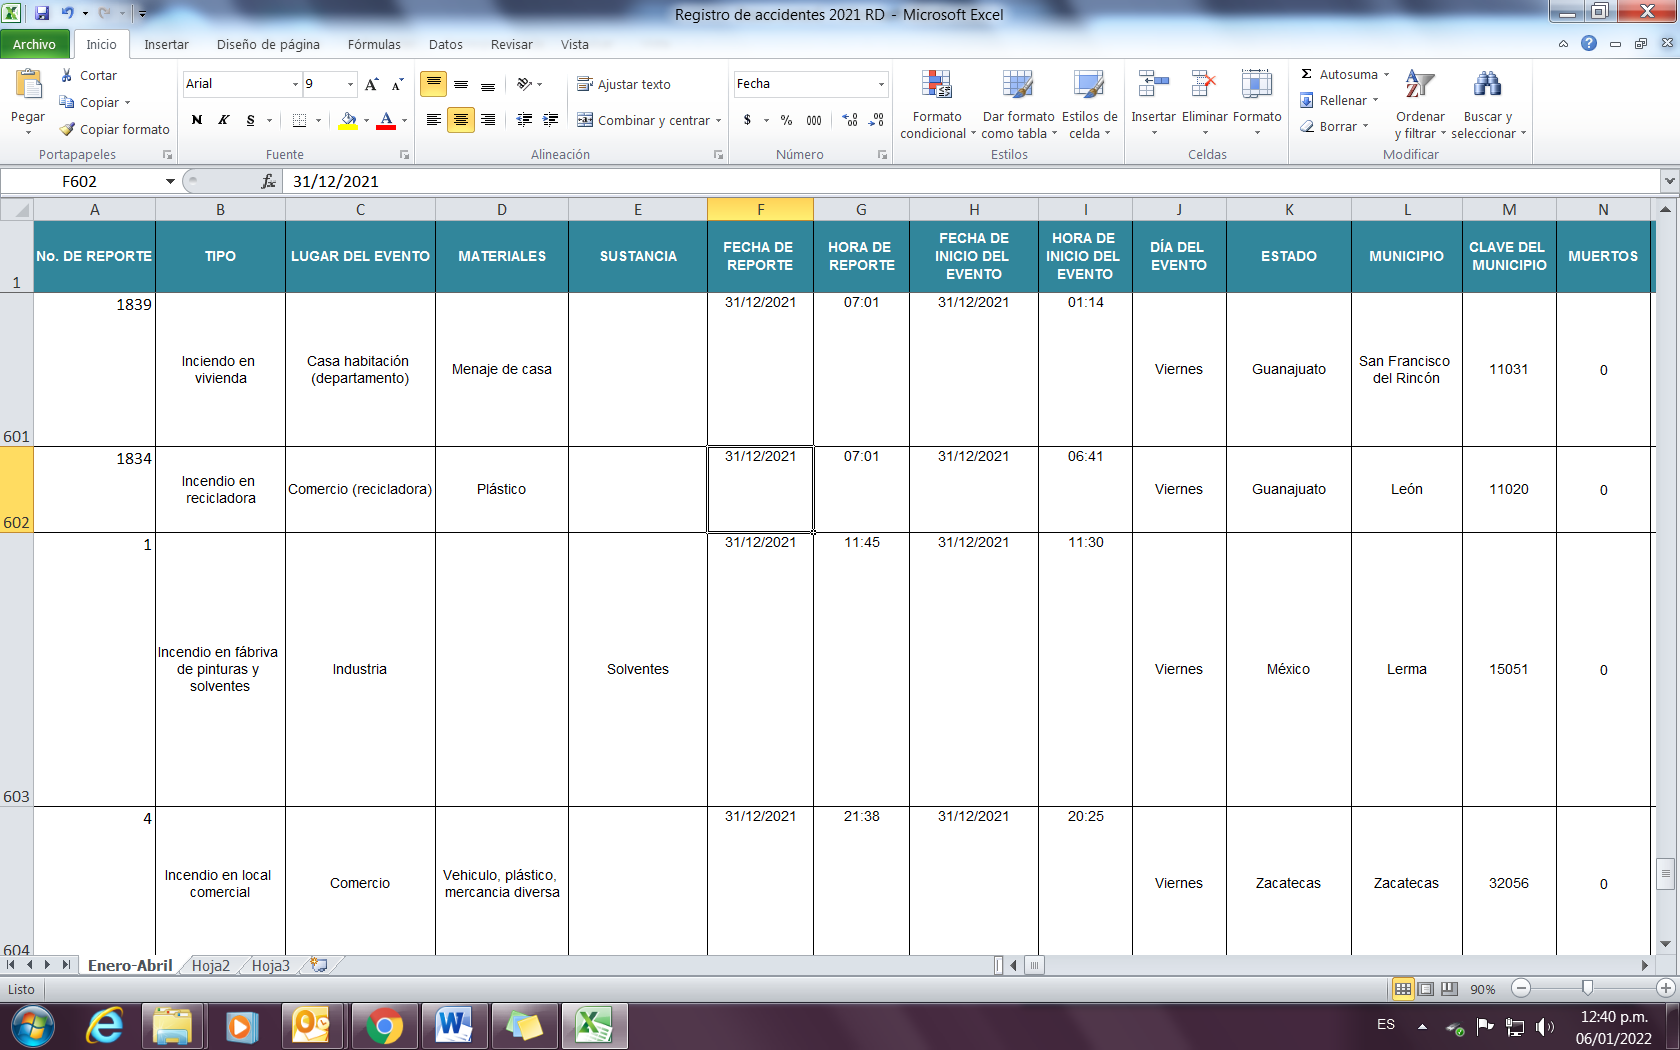 Registro de accidentes 2021 RD - Microsoft Excel
Archivo Inicio Insertar Diseño de página Fórmulas Datos Revisar Vista
Pegar
Cortar
Copiar
Copiar formato
Portapapeles
Arial 9
N K S
Fuente
Ajustar texto
Combinar y centrar
Alineación
Fecha
$ % 000
Número
Formato condicional
Dar formato como tabla
Estilos de celda
Estilos
Insertar Eliminar Formato
Celdas
Autosuma
Rellenar
Borrar
Ordenar y filtrar
Buscar y seleccionar
Modificar
F602 fx 31/12/2021
A B C D E F G H I J K L M N
1 No. DE REPORTE TIPO LUGAR DEL EVENTO MATERIALES SUSTANCIA FECHA DE REPORTE HORA DE REPORTE FECHA DE INICIO DEL EVENTO HORA DE INICIO DEL EVENTO DÍA DEL EVENTO ESTADO MUNICIPIO CLAVE DEL MUNICIPIO MUERTOS
601 1839 Inciendo en vivienda Casa habitación (departamento) Menaje de casa 31/12/2021 07:01 31/12/2021 01:14 Viernes Guanajuato San Francisco del Rincón 11031 0
602 1834 Incendio en recicladora Comercio (recicladora) Plástico 31/12/2021 07:01 31/12/2021 06:41 Viernes Guanajuato León 11020 0
603 1 Incendio en fábriva de pinturas y solventes Industria Solventes 31/12/2021 11:45 31/12/2021 11:30 Viernes México Lerma 15051 0
604 4 Incendio en local comercial Comercio Vehiculo, plástico, mercancia diversa 31/12/2021 21:38 31/12/2021 20:25 Viernes Zacatecas Zacatecas 32056 0
Enero-Abril Hoja2 Hoja3
Listo 90%
ES 12:40 p.m.
06/01/2022